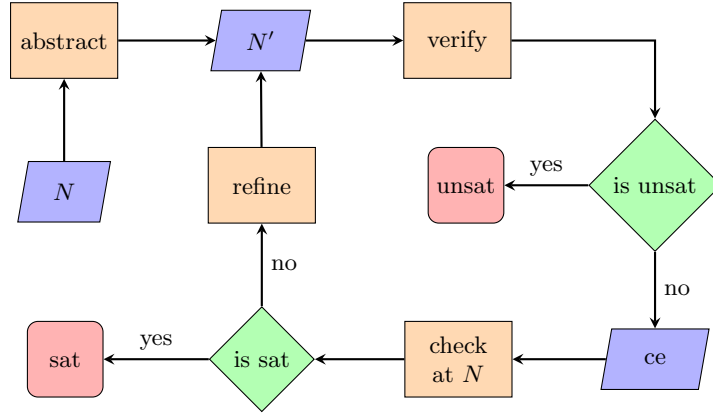 abstract
N′
verify
N
refine
unsat
yes
is unsat
no
no
sat
yes
is sat
check
at N
ce